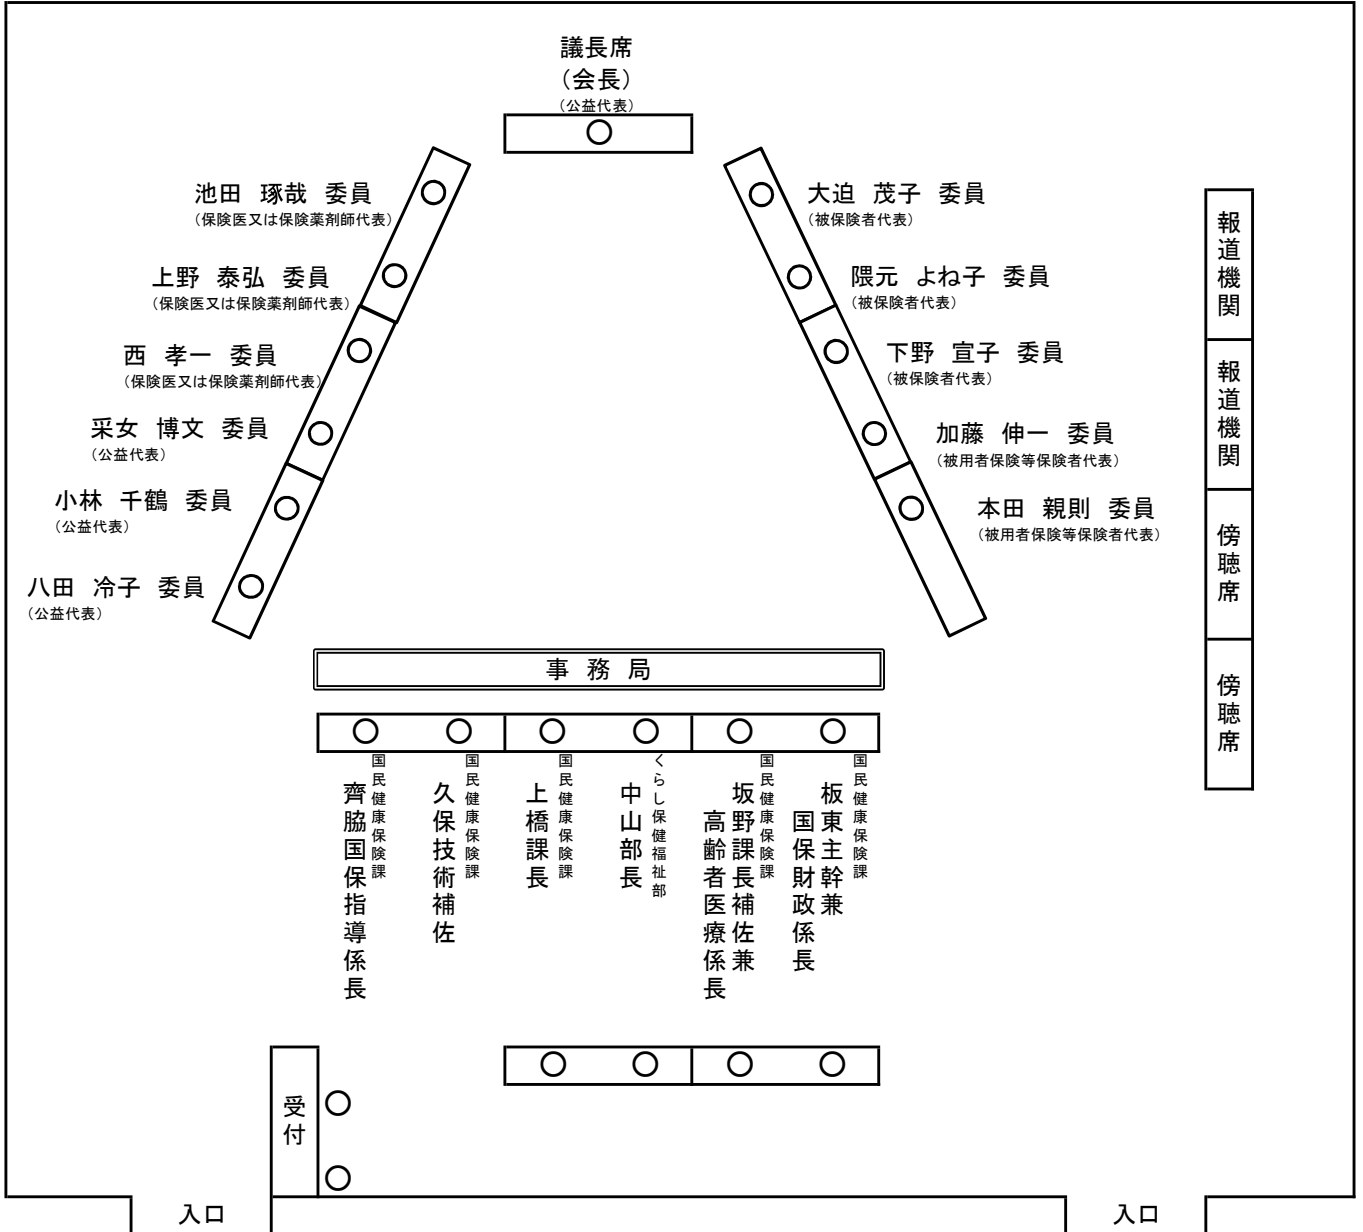 議長席
（会長）
（公益代表）
池田 琢哉 委員
（保険医又は保険薬剤師代表）
上野 泰弘 委員
（保険医又は保険薬剤師代表）
西 孝一 委員
（保険医又は保険薬剤師代表）
采女 博文 委員
（公益代表）
小林 千鶴 委員
（公益代表）
八田 冷子 委員
（公益代表）
大迫 茂子 委員
（被保険者代表）
隈元 よね子 委員
（被保険者代表）
下野 宣子 委員
（被保険者代表）
加藤 伸一 委員
（被用者保険等保険者代表）
本田 親則 委員
（被用者保険等保険者代表）
報道機関
報道機関
傍聴席
傍聴席
事務局
国民健康保険課
齊脇国保指導係長
国民健康保険課
久保技術補佐
国民健康保険課
上橋課長
くらし保健福祉部
中山部長
国民健康保険課
坂野課長補佐兼
高齢者医療係長
国民健康保険課
板東主幹兼
国保財政係長
受付
入口
入口